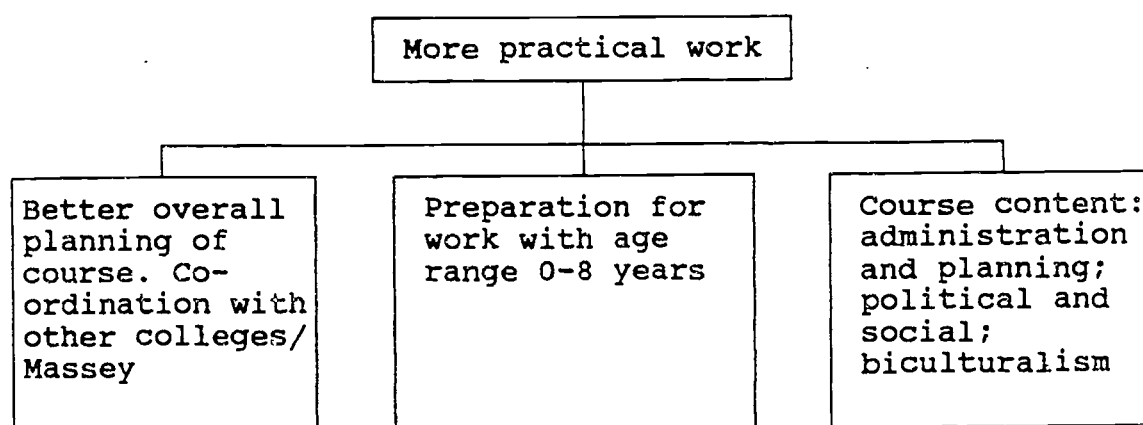 More practical work
Better overall
planning of
course. Co-
ordination with
other colleges/
Massey
Preparation for
work with age
range 0-8 years
Course content:
administration
and planning;
political and
social;
biculturalism